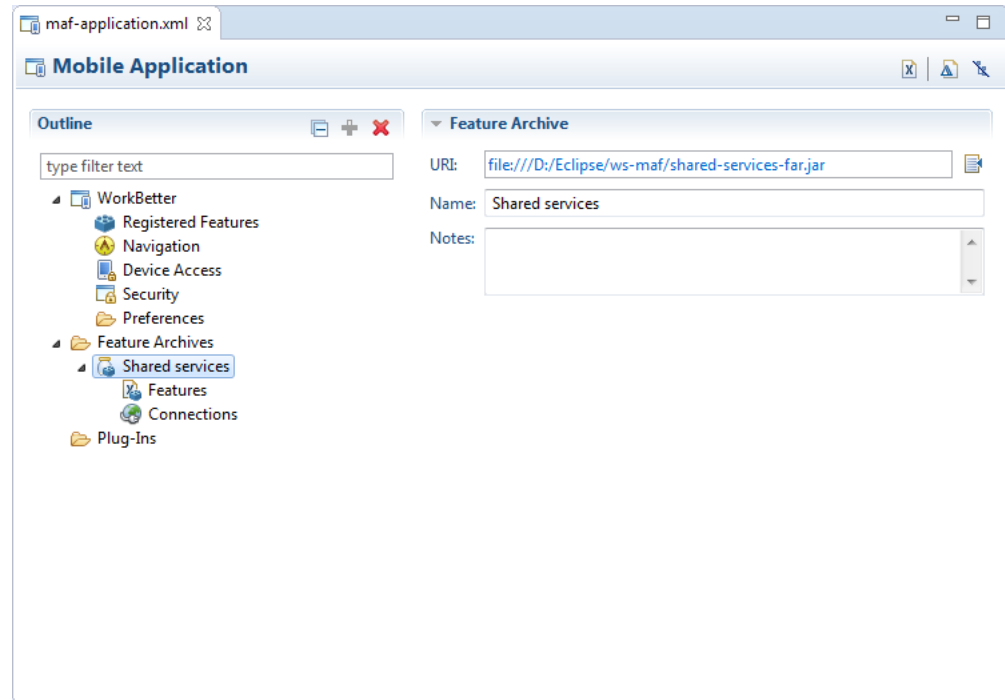 maf-application.xml
Mobile Application
Outline
type filter text
WorkBetter
Registered Features
Navigation
Device Access
Security
Preferences
Feature Archives
Shared services
Features
Connections
Plug-Ins
Feature Archive
URI: file:///D:/Eclipse/ws-maf/shared-services-far.jar
Name: Shared services
Notes: